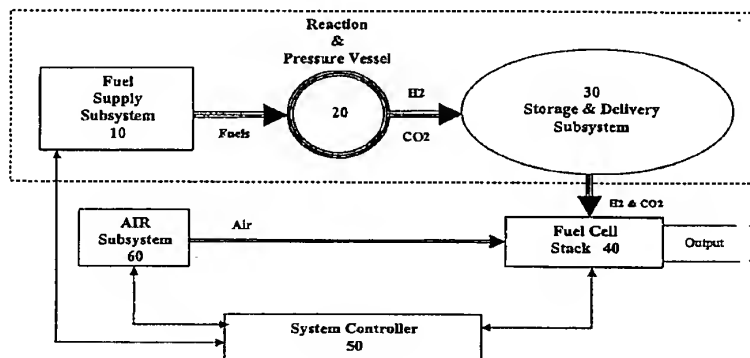 Reaction
&
Pressure Vessel
Fuel
Supply
Subsystem
10
Fuels
20
H2
CO2
30
Storage & Delivery
Subsystem
H2 & CO2
AIR
Subsystem
60
Air
Fuel Cell
Stack 40
Output
System Controller
50